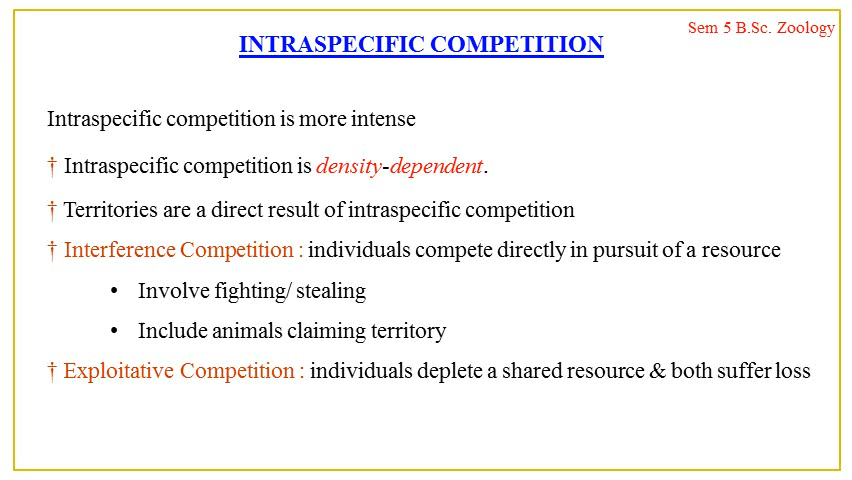 Sem 5 B.Sc. Zoology
INTRASPECIFIC COMPETITION
Intraspecific competition is more intense
† Intraspecific competition is density-dependent.
† Territories are a direct result of intraspecific competition
† Interference Competition : individuals compete directly in pursuit of a resource
• Involve fighting/ stealing
• Include animals claiming territory
† Exploitative Competition : individuals deplete a shared resource & both suffer loss